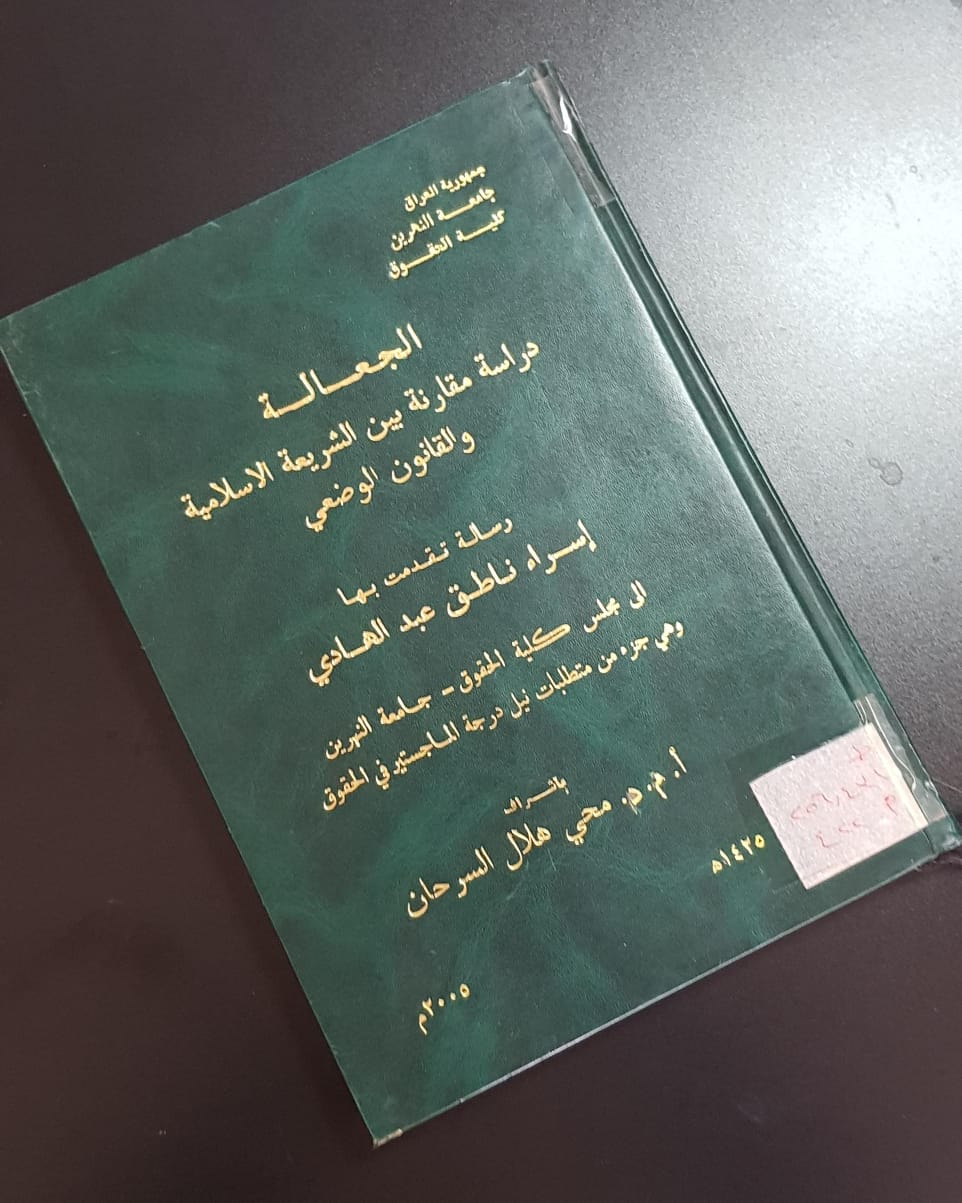 جمهورية العراق
جامعة النهرين
كلية الحقوق
الجعالة
دراسة مقارنة بين الشريعة الاسلامية
والقانون الوضعي
رسالة تقدمت بها
إسراء ناطق عبد الهادي
الى مجلس كلية الحقوق - جامعة النهرين
وهي جزء من متطلبات نيل درجة الماجستير في الحقوق
باشراف
أ. م. د. محي هلال السرحان
١٤٢٥هـ
٢٠٠٥م